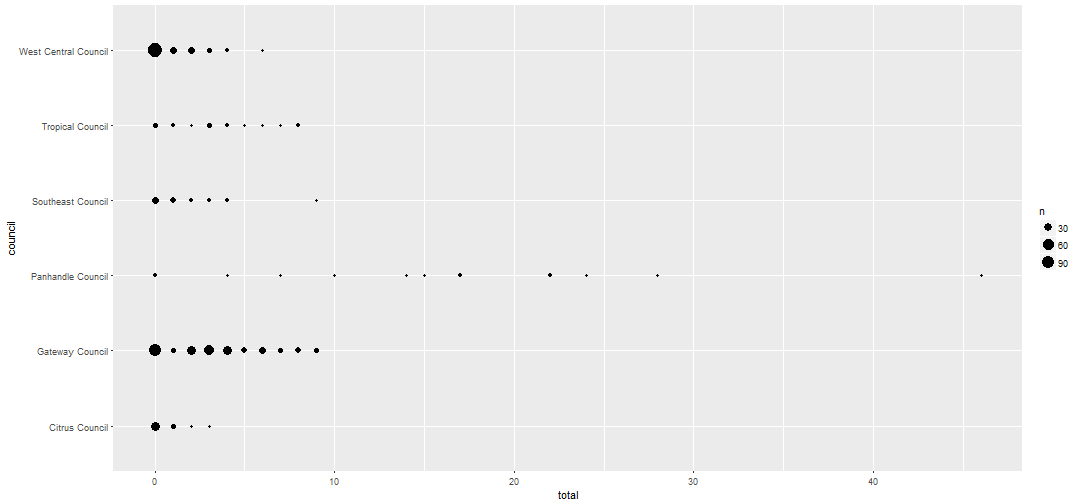 West Central Council
Tropical Council
Southeast Council
Panhandle Council
Gateway Council
Citrus Council
council
0 10 20 30 40
total
n
30
60
90